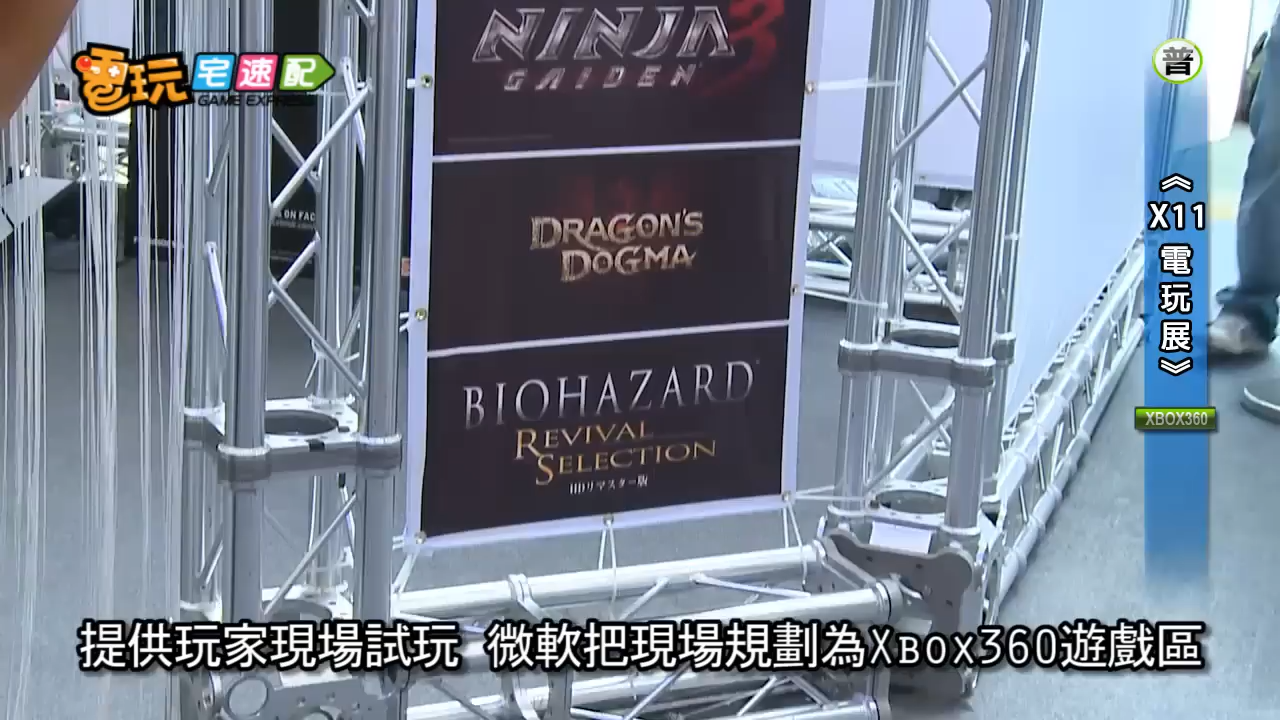 電玩宅速配
GAME EXPRESS
普
《X11電玩展》
XBOX360
NINJA 3
GAIDEN
DRAGON'S
DOGMA
BIOHAZARD
REVIVAL
SELECTION
HDリマスター版
ON FAC
提供玩家現場試玩 微軟把現場規劃為Xbox360遊戲區